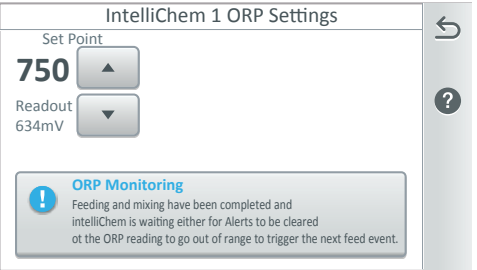 IntelliChem 1 ORP Settings
Set Point
750
Readout
634mV
ORP Monitoring
Feeding and mixing have been completed and
intelliChem is waiting either for Alerts to be cleared
ot the ORP reading to go out of range to trigger the next feed event.